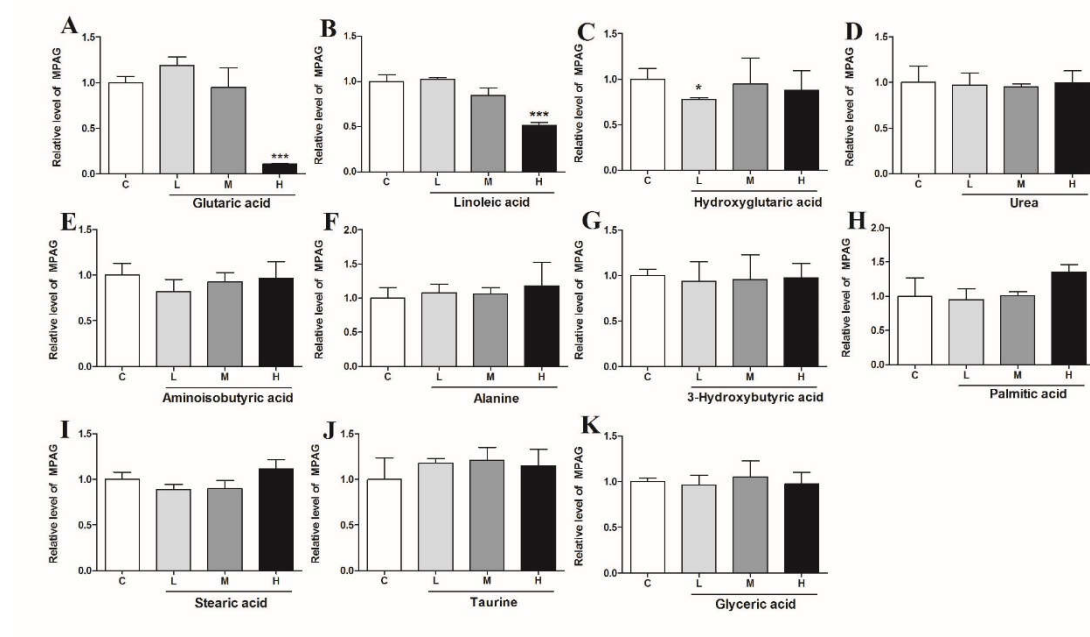 A
Relative level of MPAG
1.5
1.0
0.5
0.0
***
C L M H
Glutaric acid
B
Relative level of MPAG
1.5
1.0
0.5
0.0
***
C L M H
Linoleic acid
C
Relative level of MPAG
1.5
1.0
0.5
0.0
*
C L M H
Hydroxyglutaric acid
D
Relative level of MPAG
1.5
1.0
0.5
0.0
C L M H
Urea
E
Relative level of MPAG
1.5
1.0
0.5
0.0
C L M H
Aminoisobutyric acid
F
Relative level of MPAG
2.0
1.5
1.0
0.5
0.0
C L M H
Alanine
G
Relative level of MPAG
1.5
1.0
0.5
0.0
C L M H
3-Hydroxybutyric acid
H
Relative level of MPAG
2.0
1.5
1.0
0.5
0.0
C L M H
Palmitic acid
I
Relative level of MPAG
1.5
1.0
0.5
0.0
C L M H
Stearic acid
J
Relative level of MPAG
1.5
1.0
0.5
0.0
C L M H
Taurine
K
Relative level of MPAG
1.5
1.0
0.5
0.0
C L M H
Glyceric acid